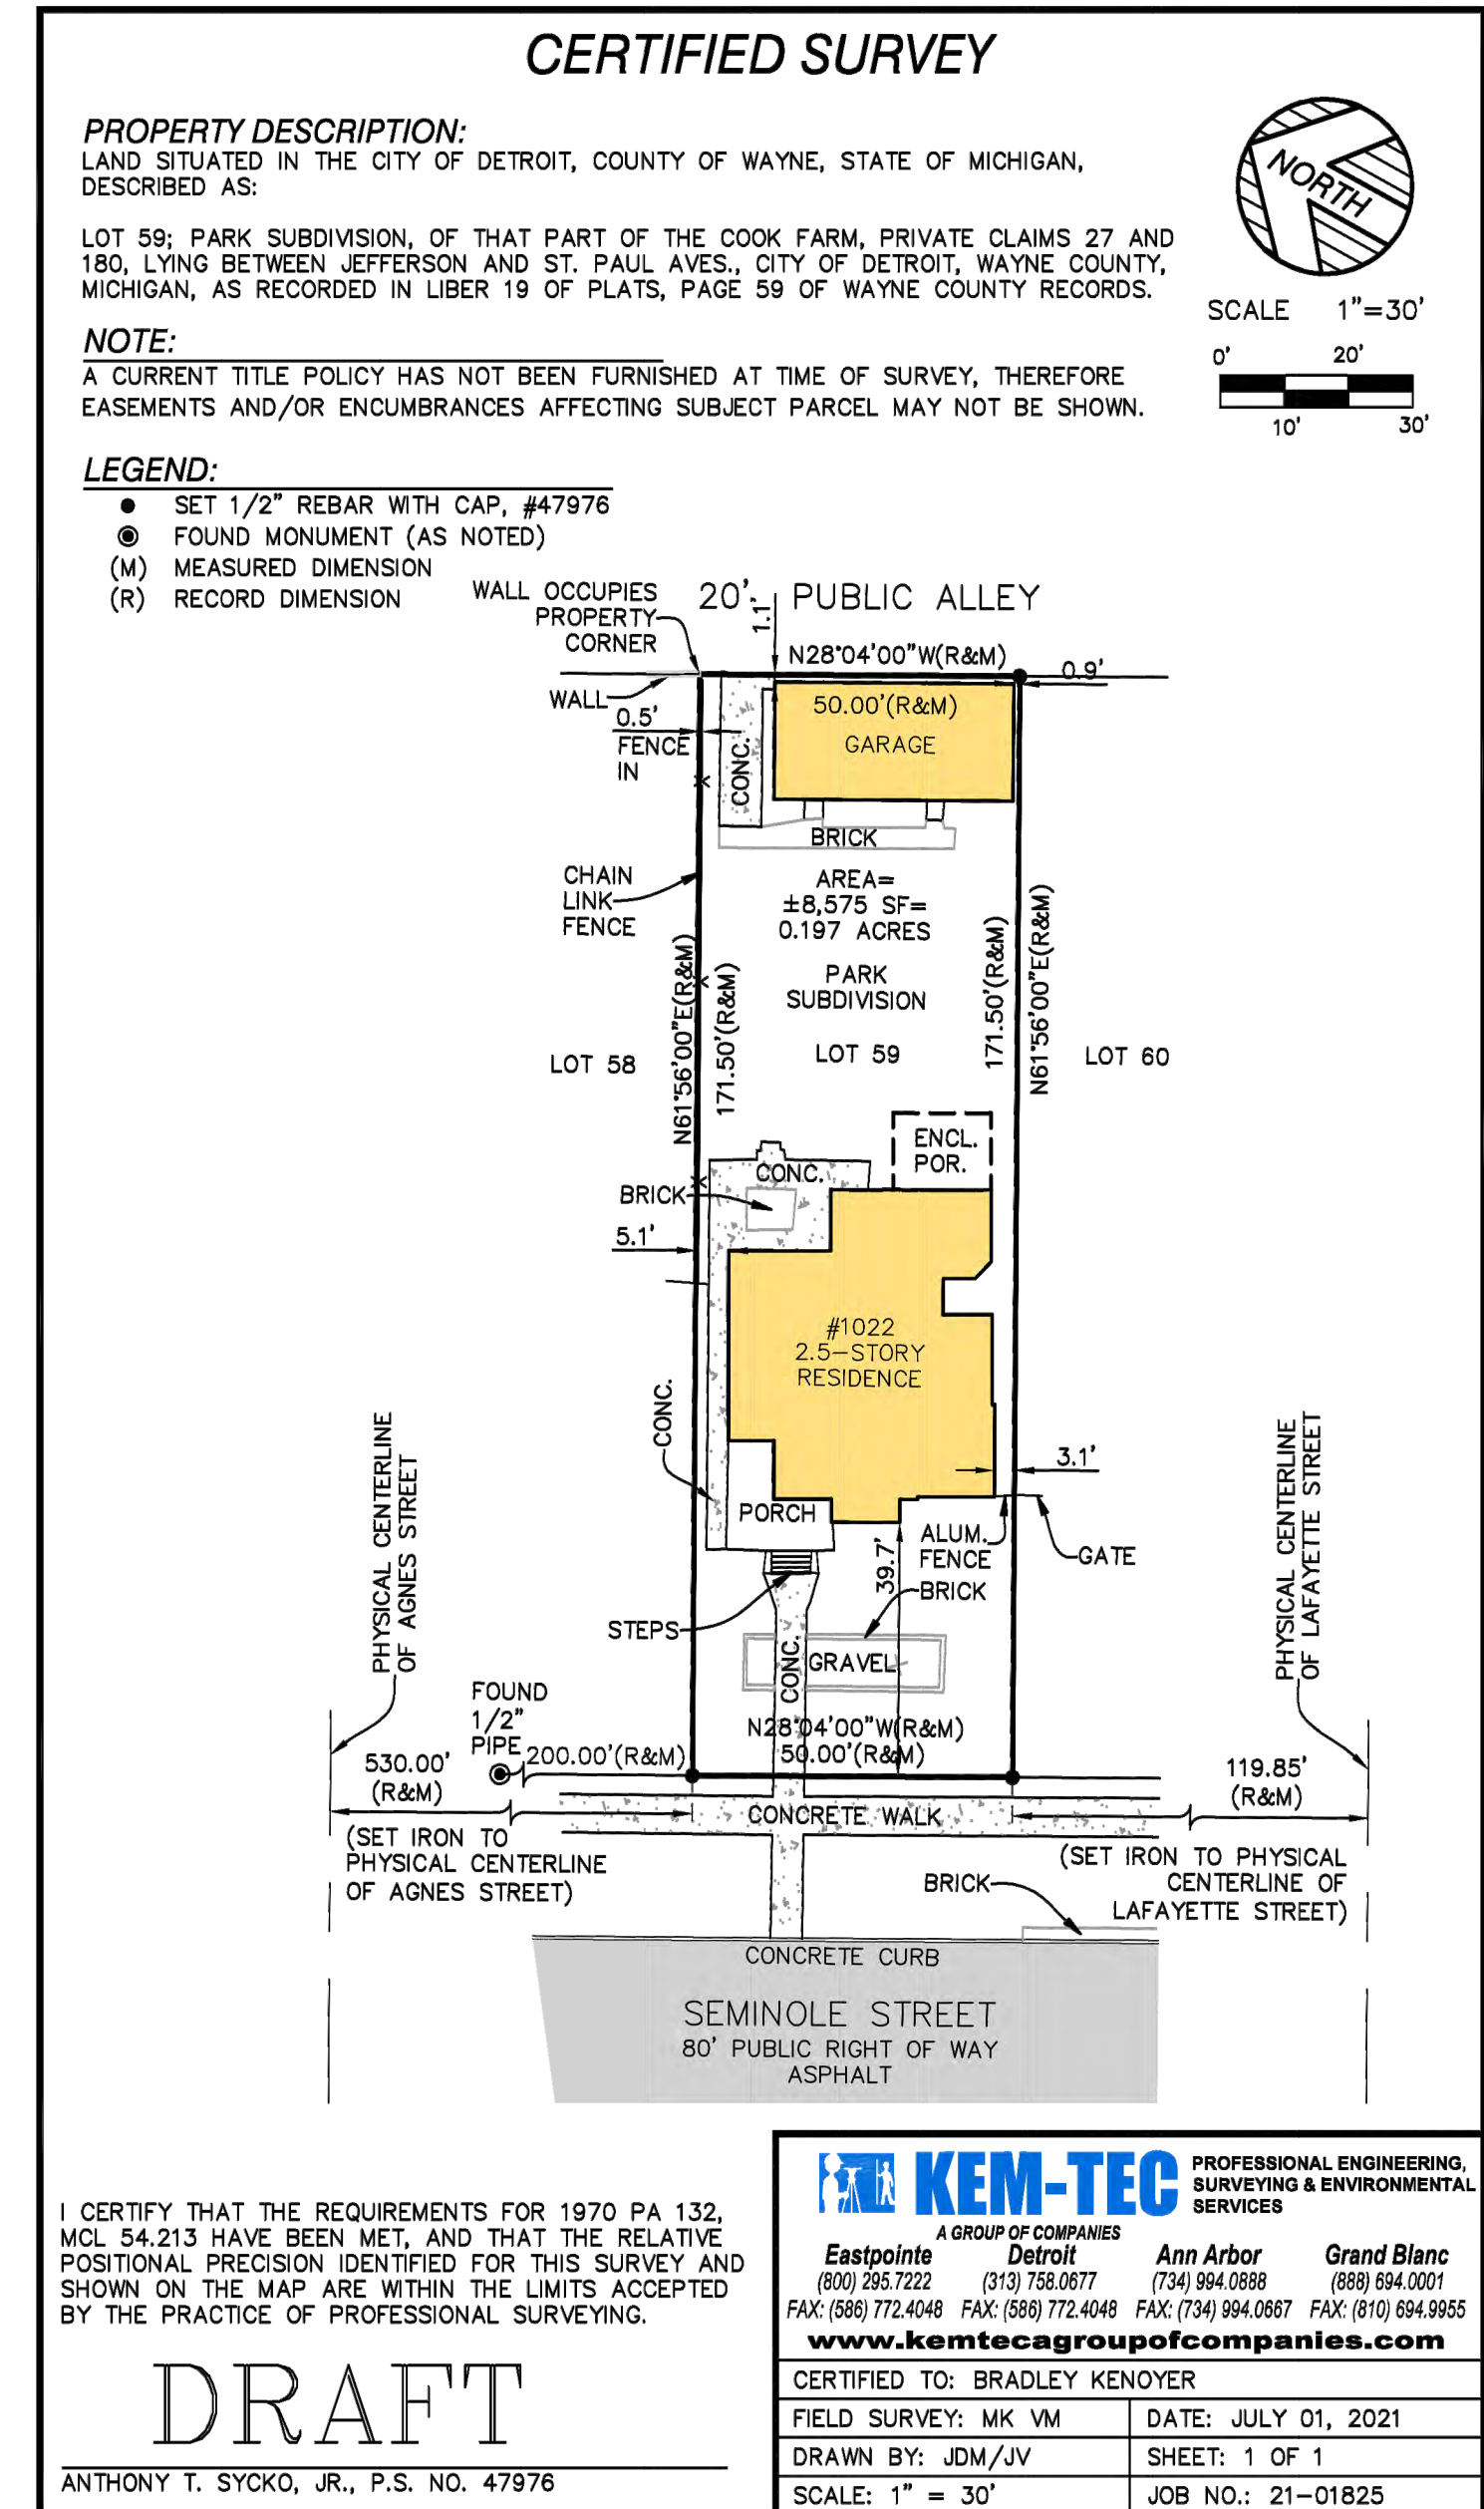 CERTIFIED SURVEY
PROPERTY DESCRIPTION:
LAND SITUATED IN THE CITY OF DETROIT, COUNTY OF WAYNE, STATE OF MICHIGAN,
DESCRIBED AS:
LOT 59; PARK SUBDIVISION, OF THAT PART OF THE COOK FARM, PRIVATE CLAIMS 27 AND
180, LYING BETWEEN JEFFERSON AND ST. PAUL AVES., CITY OF DETROIT, WAYNE COUNTY,
MICHIGAN, AS RECORDED IN LIBER 19 OF PLATS, PAGE 59 OF WAYNE COUNTY RECORDS.
NORTH
SCALE 1"=30'
0' 20'
10' 30'
NOTE:
A CURRENT TITLE POLICY HAS NOT BEEN FURNISHED AT TIME OF SURVEY, THEREFORE
EASEMENTS AND/OR ENCUMBRANCES AFFECTING SUBJECT PARCEL MAY NOT BE SHOWN.
LEGEND:
SET 1/2" REBAR WITH CAP, #47976
FOUND MONUMENT (AS NOTED)
(M) MEASURED DIMENSION
(R) RECORD DIMENSION
WALL OCCUPIES
PROPERTY
CORNER
20' PUBLIC ALLEY
1.1'
N28°04'00"W(R&M)
0.9'
WALL
0.5'
FENCE
IN
CONC.
50.00'(R&M)
GARAGE
BRICK
CHAIN
LINK
FENCE
AREA=
±8,575 SF=
0.197 ACRES
PARK
SUBDIVISION
LOT 59
N61°56'00"E(R&M)
171.50'(R&M)
171.50'(R&M)
N61°56'00"E(R&M)
LOT 58
LOT 60
ENCL.
POR.
CONC.
BRICK
5.1'
#1022
2.5-STORY
RESIDENCE
CONC.
3.1'
PORCH
ALUM.
FENCE
GATE
39.7'
BRICK
STEPS
CONC.
GRAVEL
PHYSICAL CENTERLINE
OF AGNES STREET
PHYSICAL CENTERLINE
OF LAFAYETTE STREET
FOUND
1/2"
PIPE
200.00'(R&M)
N28°04'00"W(R&M)
50.00'(R&M)
530.00'
(R&M)
119.85'
(R&M)
CONCRETE WALK
(SET IRON TO
PHYSICAL CENTERLINE
OF AGNES STREET)
(SET IRON TO PHYSICAL
CENTERLINE OF
LAFAYETTE STREET)
BRICK
CONCRETE CURB
SEMINOLE STREET
80' PUBLIC RIGHT OF WAY
ASPHALT
I CERTIFY THAT THE REQUIREMENTS FOR 1970 PA 132,
MCL 54.213 HAVE BEEN MET, AND THAT THE RELATIVE
POSITIONAL PRECISION IDENTIFIED FOR THIS SURVEY AND
SHOWN ON THE MAP ARE WITHIN THE LIMITS ACCEPTED
BY THE PRACTICE OF PROFESSIONAL SURVEYING.
DRAFT
ANTHONY T. SYCKO, JR., P.S. NO. 47976
KEM-TEC
A GROUP OF COMPANIES
PROFESSIONAL ENGINEERING,
SURVEYING & ENVIRONMENTAL
SERVICES
Eastpointe Detroit Ann Arbor Grand Blanc
(800) 295.7222 (313) 758.0677 (734) 994.0888 (888) 694.0001
FAX: (586) 772.4048 FAX: (586) 772.4048 FAX: (734) 994.0667 FAX: (810) 694.9955
www.kemtecagroupofcompanies.com
CERTIFIED TO: BRADLEY KENOYER
FIELD SURVEY: MK VM DATE: JULY 01, 2021
DRAWN BY: JDM/JV SHEET: 1 OF 1
SCALE: 1" = 30' JOB NO.: 21-01825